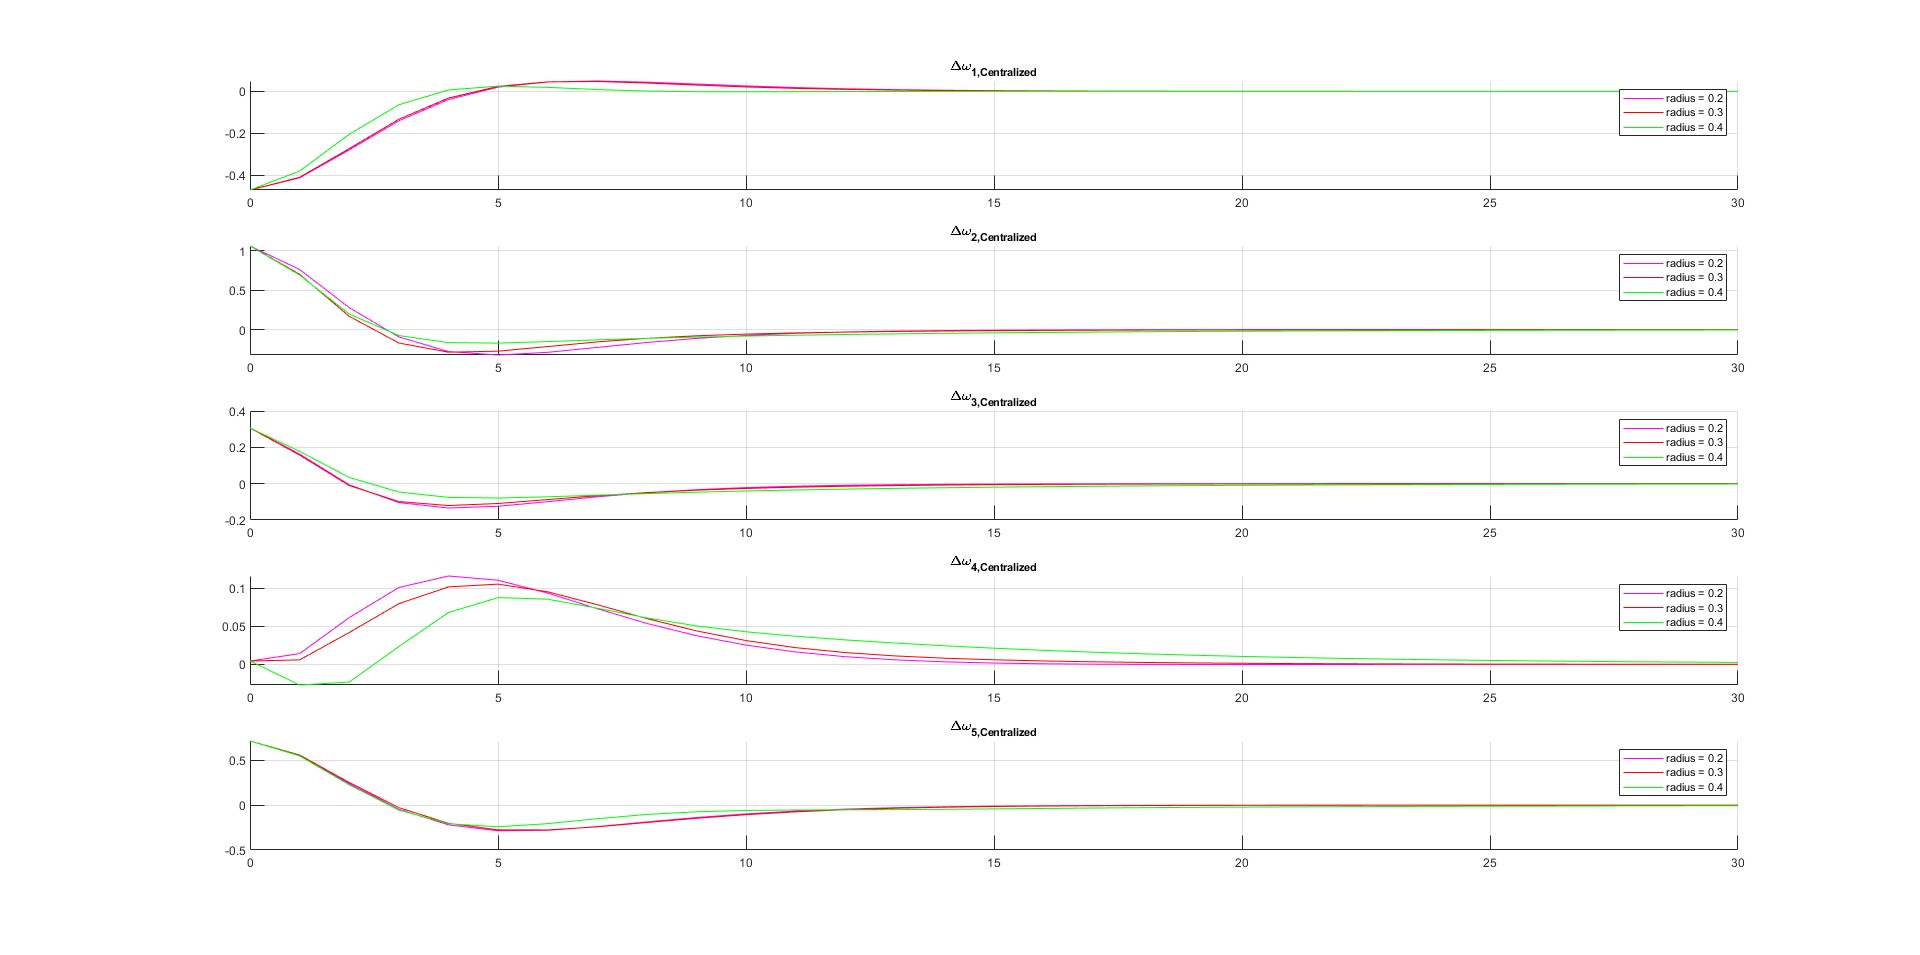 Δω1,Centralized
0
-0.2
-0.4
radius = 0.2
radius = 0.3
radius = 0.4
0 5 10 15 20 25 30
Δω2,Centralized
1
0.5
0
radius = 0.2
radius = 0.3
radius = 0.4
0 5 10 15 20 25 30
Δω3,Centralized
0.4
0.2
0
-0.2
radius = 0.2
radius = 0.3
radius = 0.4
0 5 10 15 20 25 30
Δω4,Centralized
0.1
0.05
0
radius = 0.2
radius = 0.3
radius = 0.4
0 5 10 15 20 25 30
Δω5,Centralized
0.5
0
-0.5
radius = 0.2
radius = 0.3
radius = 0.4
0 5 10 15 20 25 30